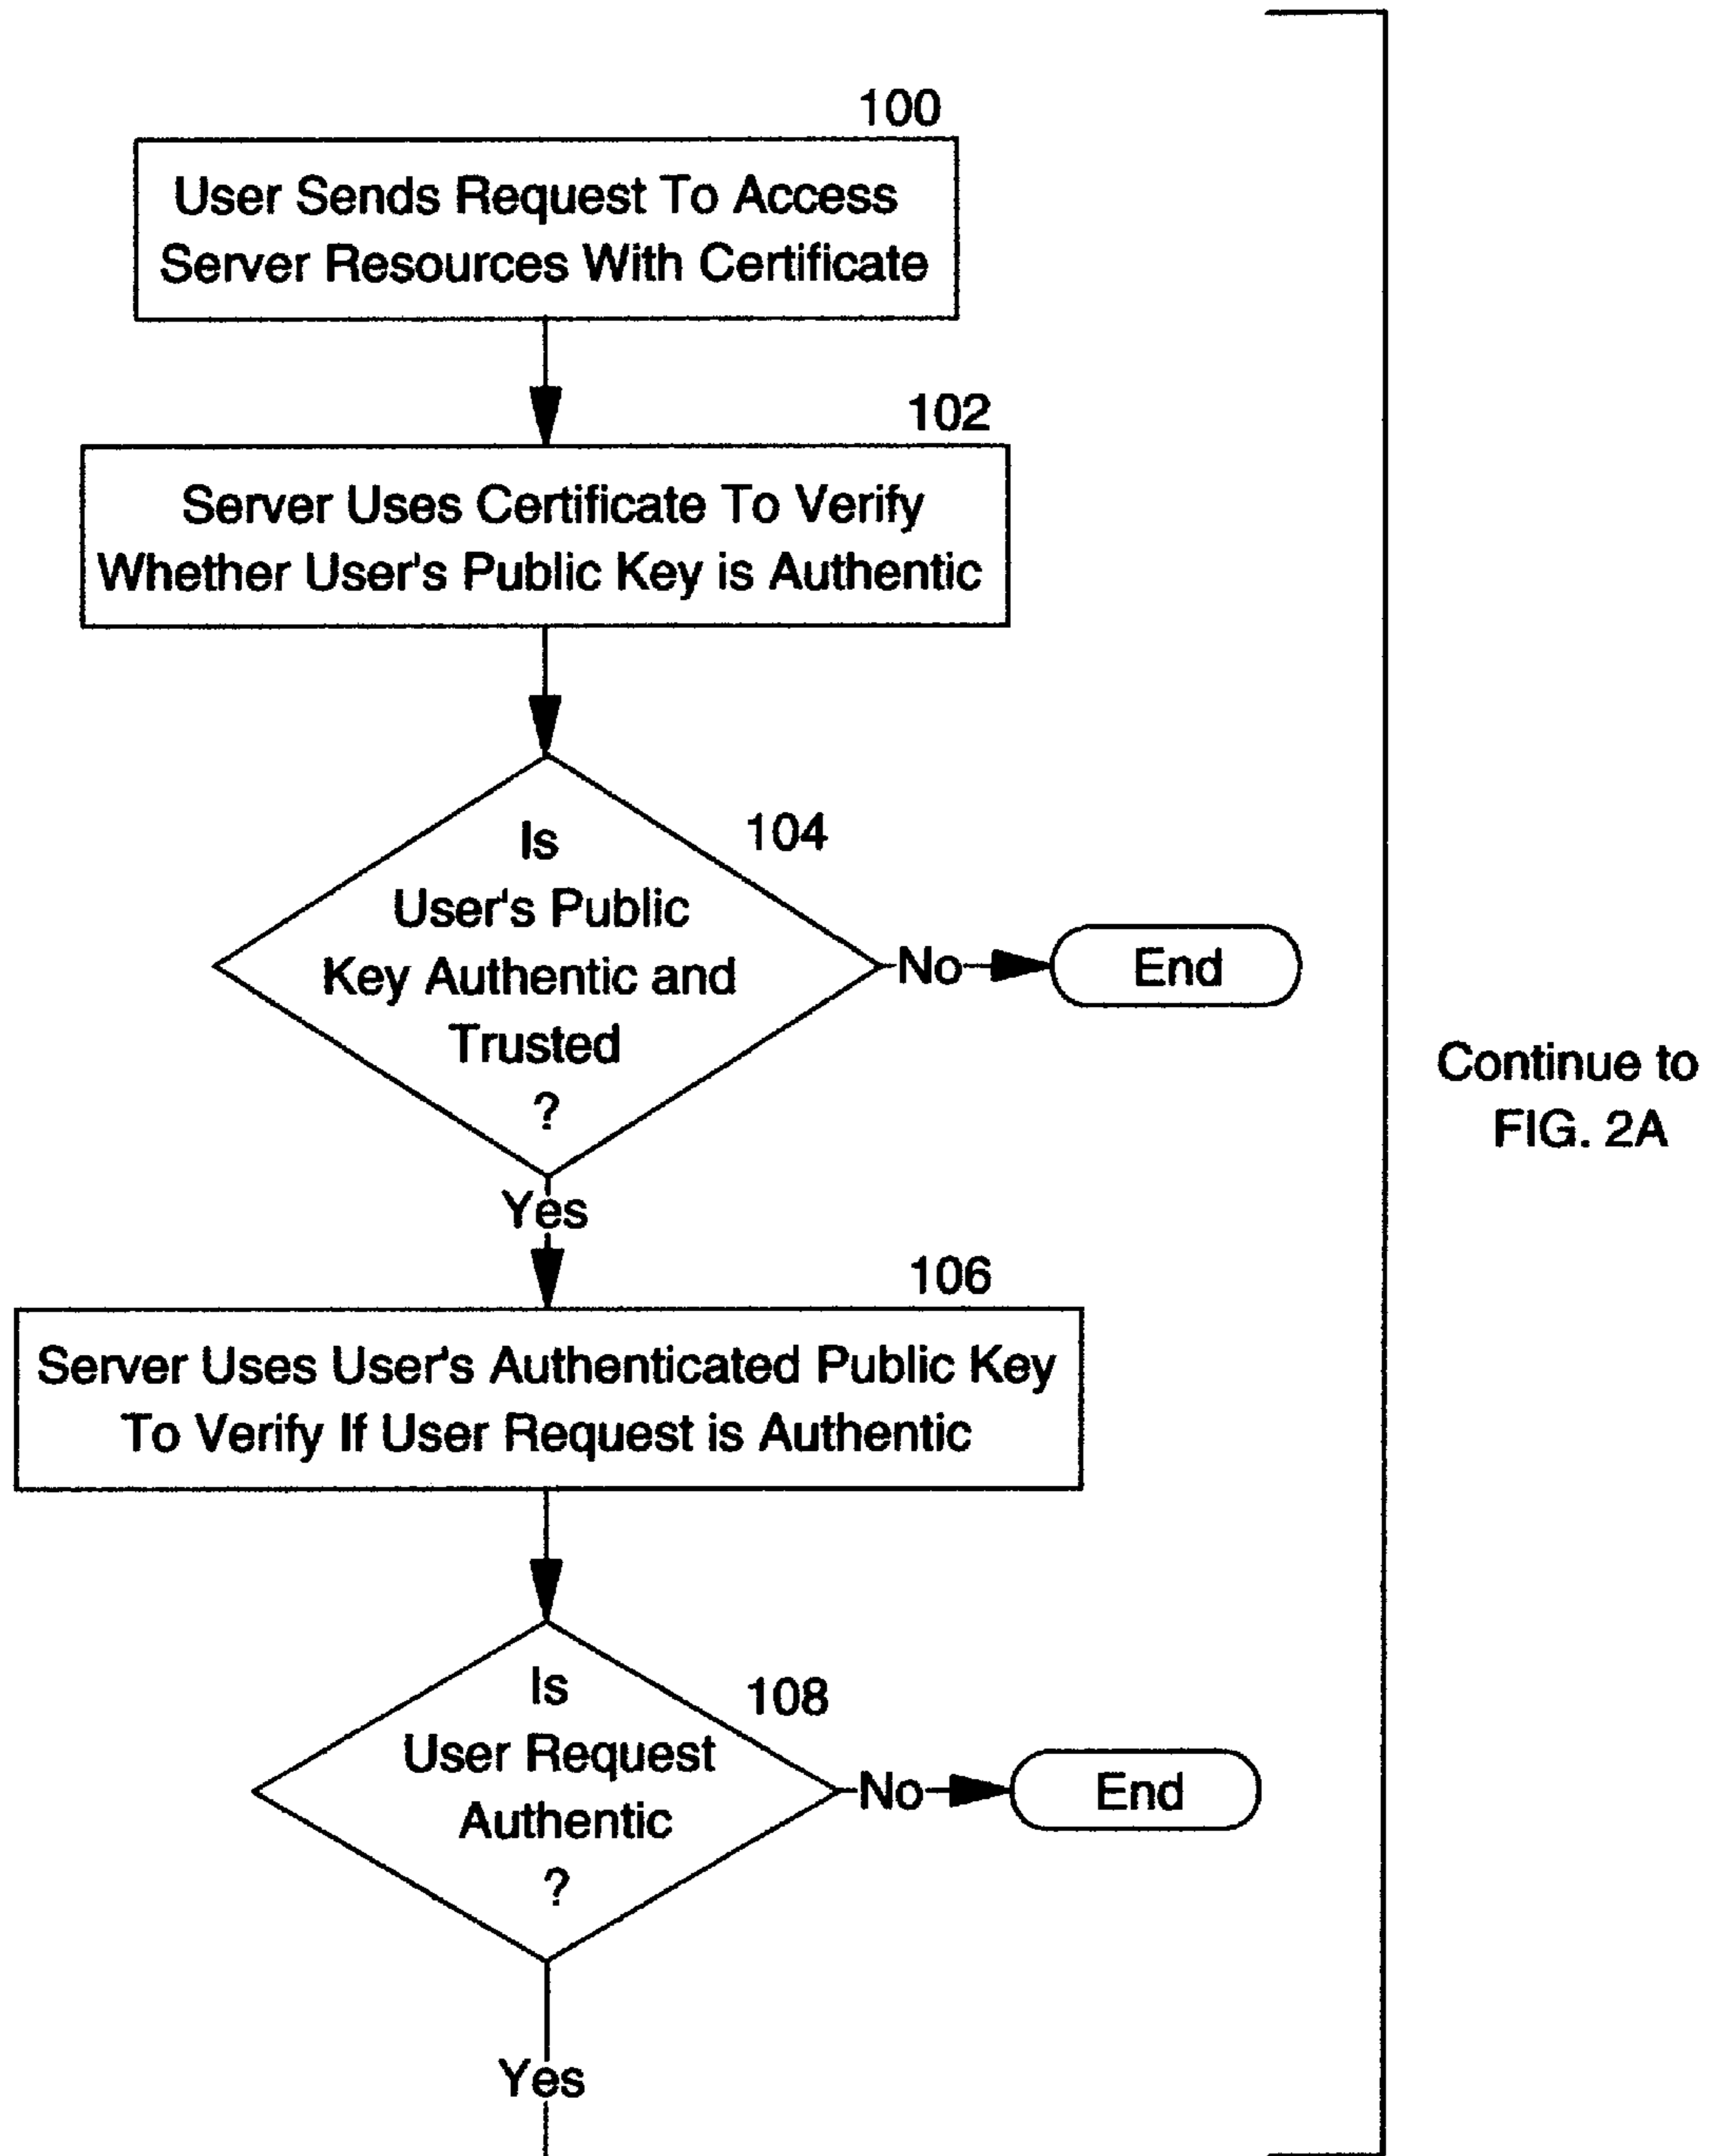 100
User Sends Request To Access
Server Resources With Certificate
102
Server Uses Certificate To Verify
Whether User's Public Key is Authentic
104
Is
User's Public
Key Authentic and
Trusted
?
No
End
Yes
Continue to
FIG. 2A
106
Server Uses User's Authenticated Public Key
To Verify If User Request is Authentic
108
Is
User Request
Authentic
?
No
End
Yes